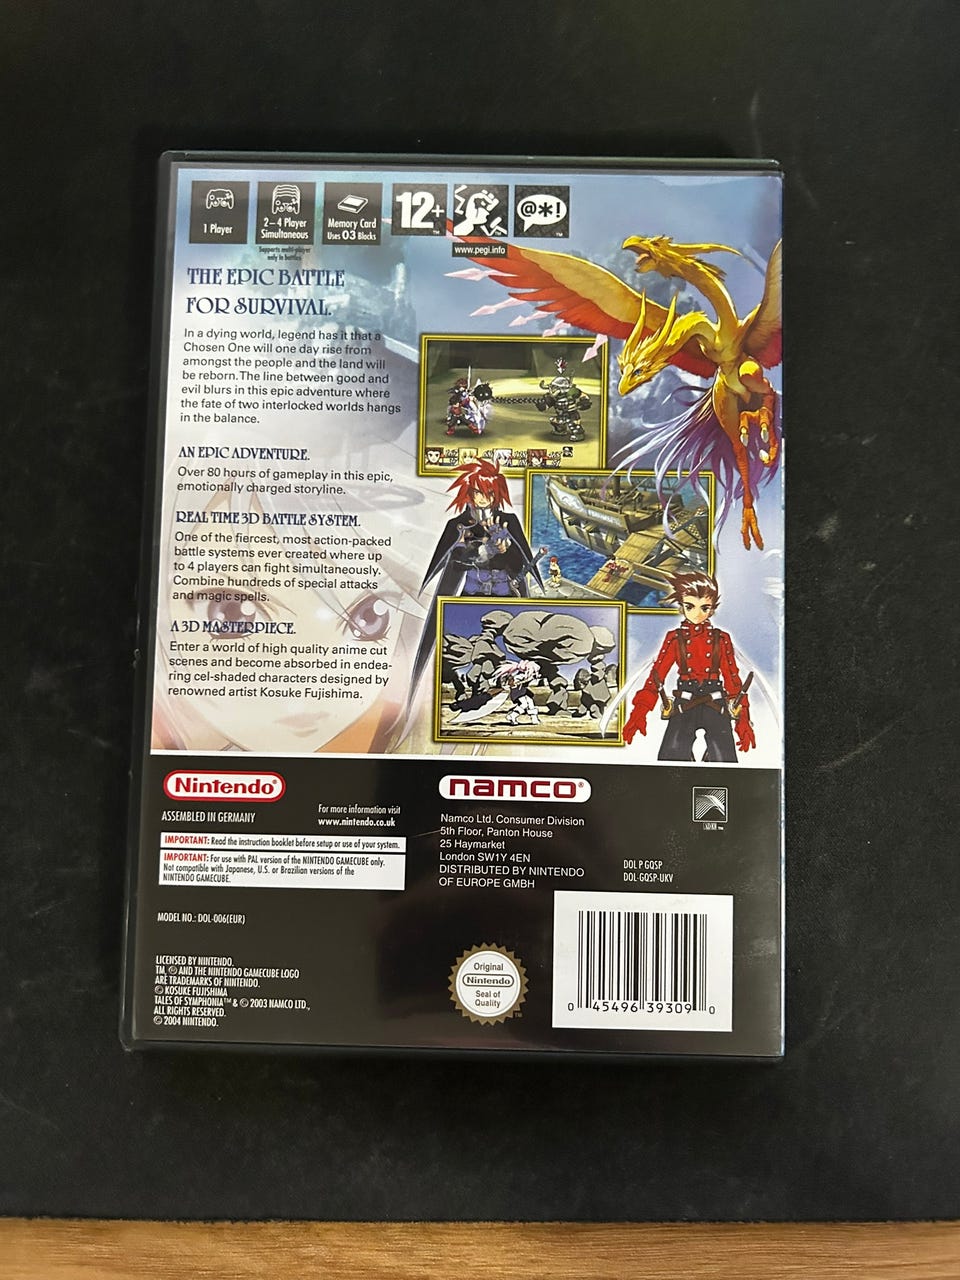 1 Player
2-4 Player
Simultaneous
Supports multi-player
only in battles
Memory Card
Uses 03 Blocks
12+™
www.pegi.info
@*!
™
THE EPIC BATTLE
FOR SURVIVAL.
In a dying world, legend has it that a
Chosen One will one day rise from
amongst the people and the land will
be reborn. The line between good and
evil blurs in this epic adventure where
the fate of two interlocked worlds hangs
in the balance.
AN EPIC ADVENTURE.
Over 80 hours of gameplay in this epic,
emotionally charged storyline.
REAL TIME 3D BATTLE SYSTEM.
One of the fiercest, most action-packed
battle systems ever created where up
to 4 players can fight simultaneously.
Combine hundreds of special attacks
and magic spells.
A 3D MASTERPIECE.
Enter a world of high quality anime cut
scenes and become absorbed in endea-
ring cel-shaded characters designed by
renowned artist Kosuke Fujishima.
Nintendo®
ASSEMBLED IN GERMANY
For more information visit
www.nintendo.co.uk
IMPORTANT: Read the instruction booklet before setup or use of your system.
IMPORTANT: For use with PAL version of the NINTENDO GAMECUBE only.
Not compatible with Japanese, U.S. or Brazilian versions of the
NINTENDO GAMECUBE.
MODEL NO.: DOL-006(EUR)
LICENSED BY NINTENDO.
TM, ® AND THE NINTENDO GAMECUBE LOGO
ARE TRADEMARKS OF NINTENDO.
© KOSUKE FUJISHIMA
TALES OF SYMPHONIA™ & © 2003 NAMCO LTD.,
ALL RIGHTS RESERVED.
© 2004 NINTENDO.
namco®
Namco Ltd. Consumer Division
5th Floor, Panton House
25 Haymarket
London SW1Y 4EN
DISTRIBUTED BY NINTENDO
OF EUROPE GMBH
DOL P GQSP
DOL-GQSP-UKV
Original
Nintendo
Seal of
Quality
™
0 45496 39309 0